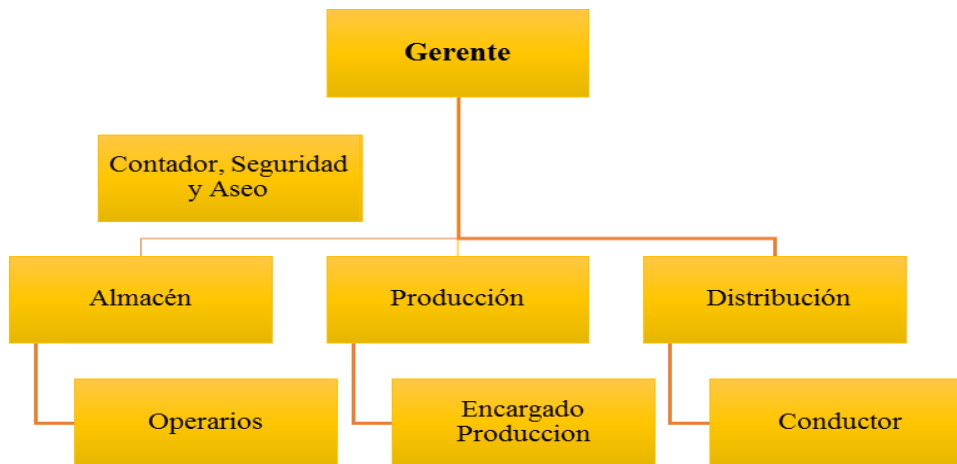 Gerente
Contador, Seguridad
y Aseo
Almacén
Producción
Distribución
Operarios
Encargado
Produccion
Conductor